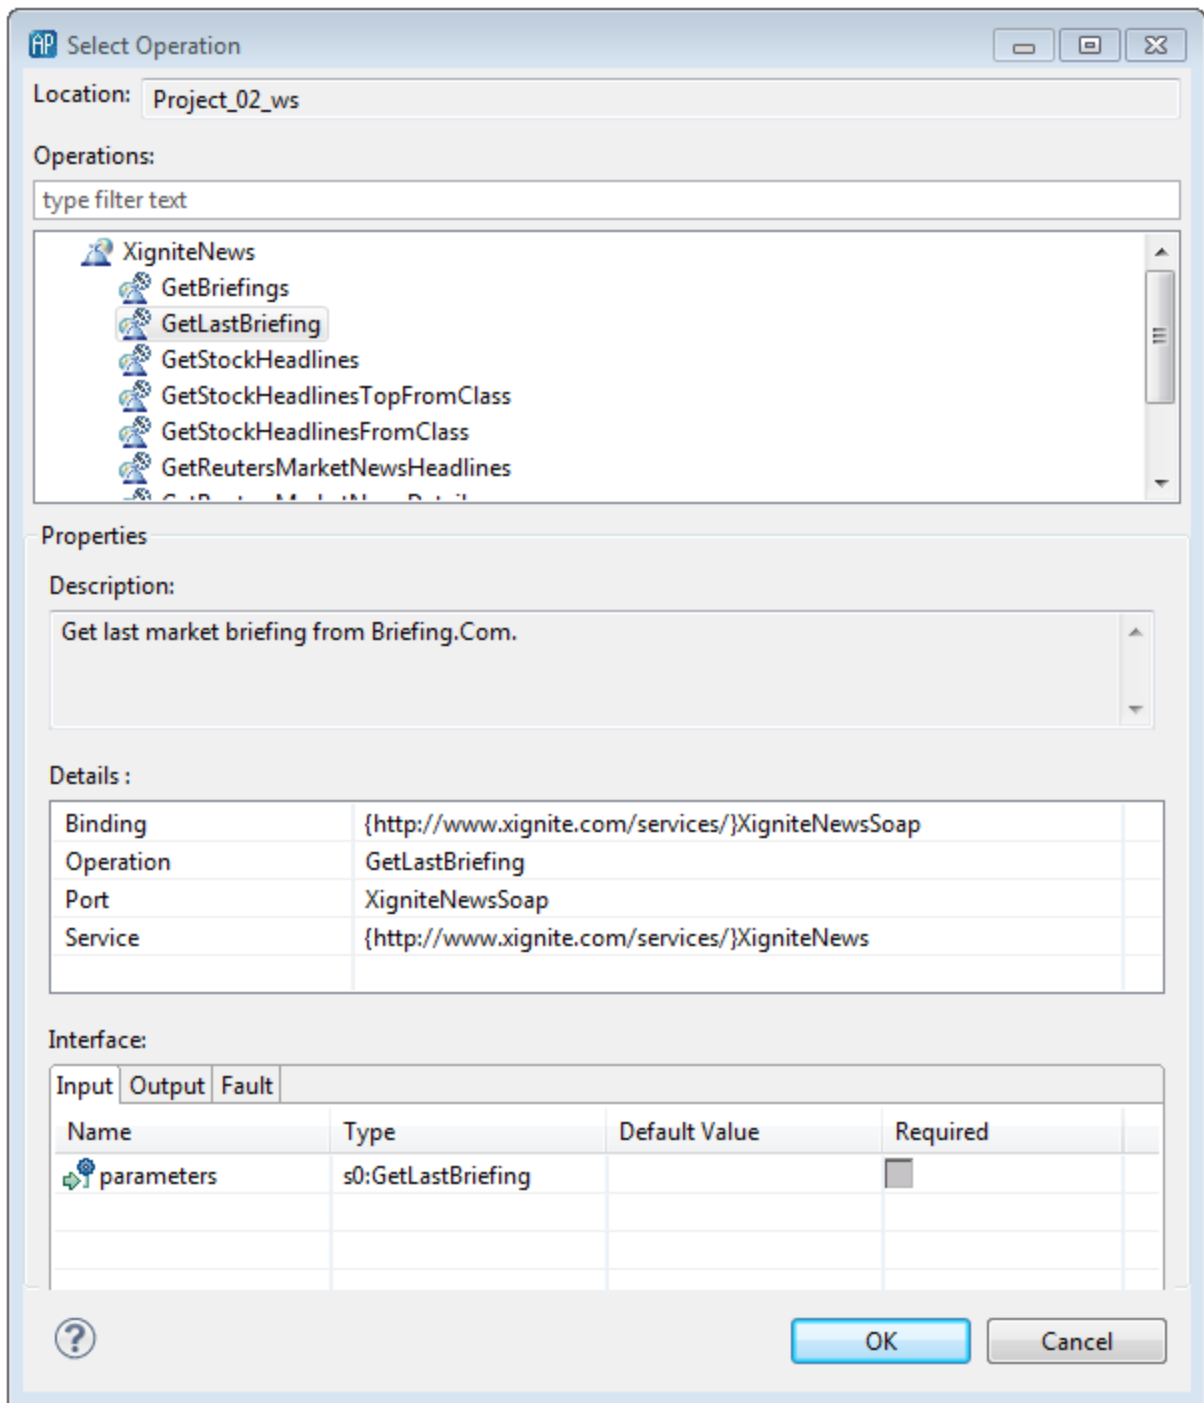 AP Select Operation
Location: Project_02_ws
Operations:
type filter text
XigniteNews
GetBriefings
GetLastBriefing
GetStockHeadlines
GetStockHeadlinesTopFromClass
GetStockHeadlinesFromClass
GetReutersMarketNewsHeadlines
Properties
Description:
Get last market briefing from Briefing.Com.
Details :
Binding {http://www.xignite.com/services/}XigniteNewsSoap
Operation GetLastBriefing
Port XigniteNewsSoap
Service {http://www.xignite.com/services/}XigniteNews
Interface:
Input Output Fault
Name Type Default Value Required
parameters s0:GetLastBriefing
? OK Cancel